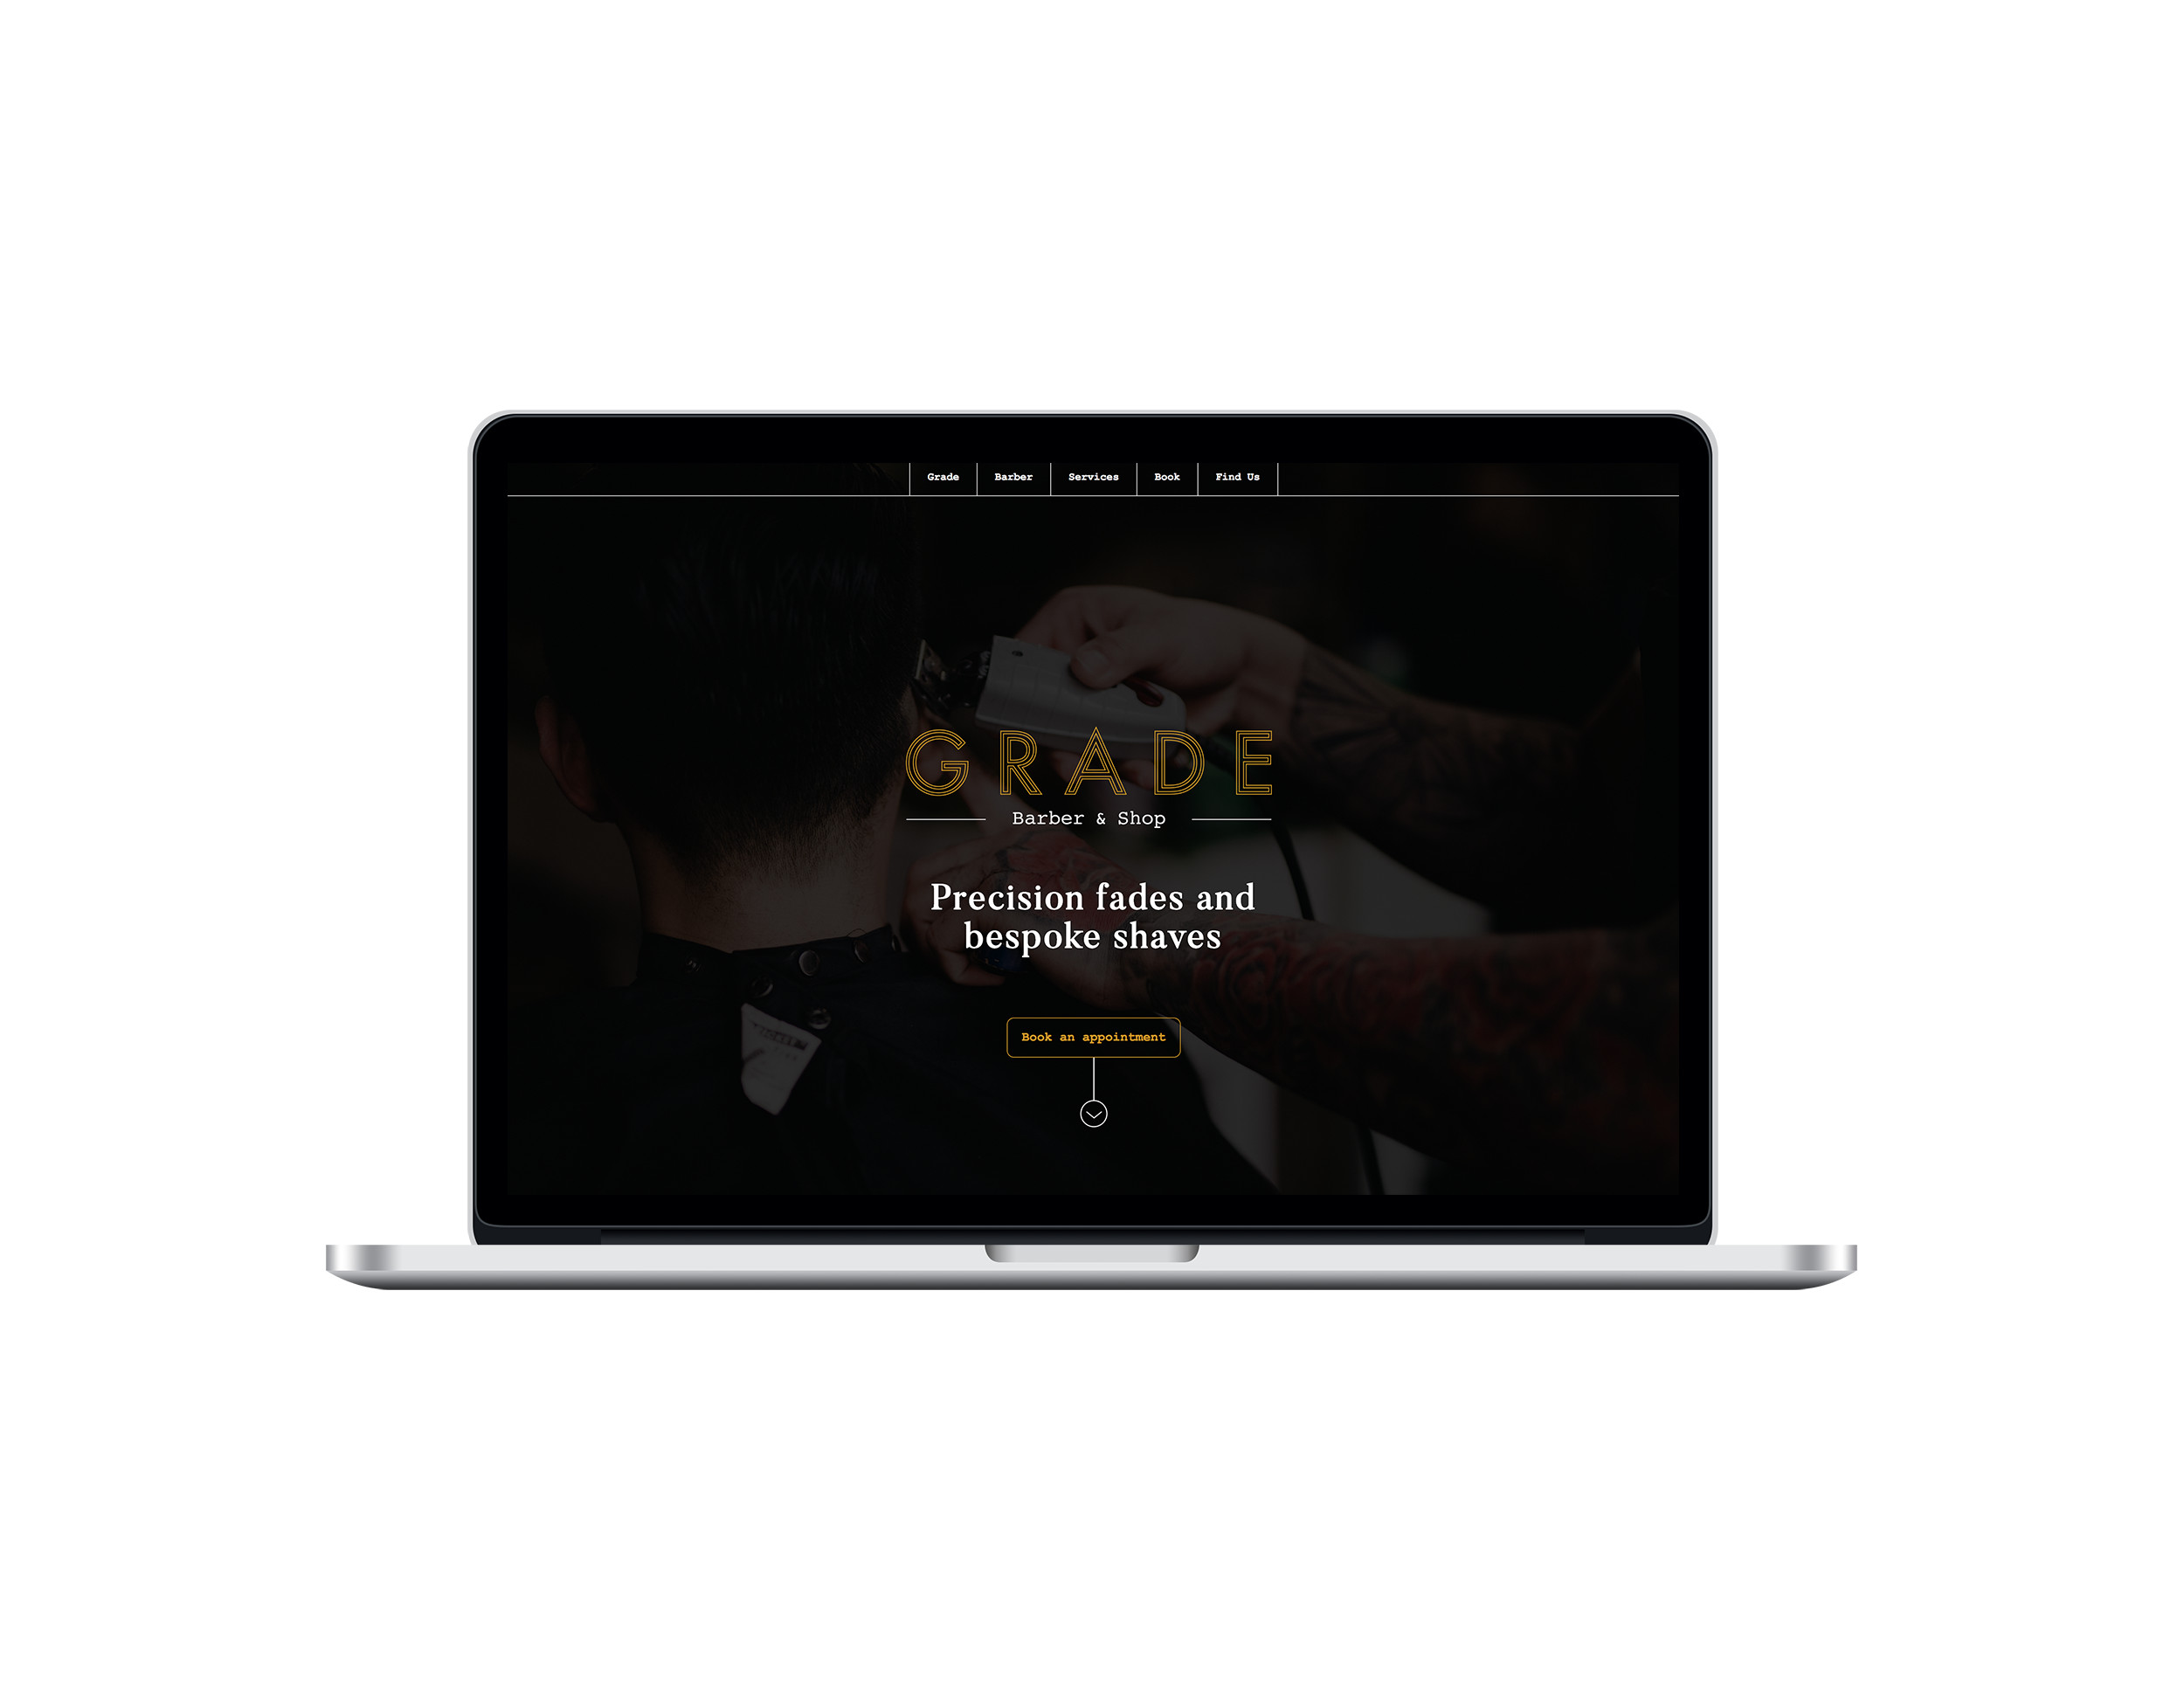 Grade Barber Services Book Find Us
GRADE
Barber & Shop
Precision fades and
bespoke shaves
Book an appointment